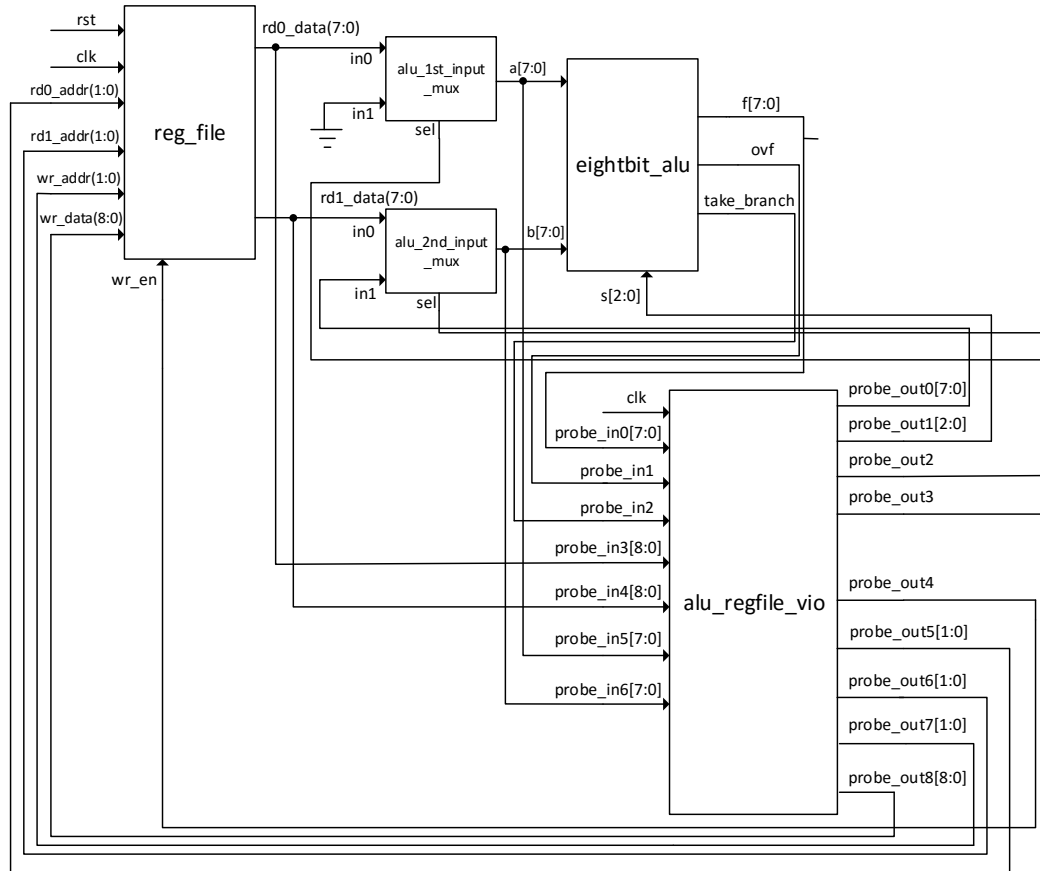 rst
clk
rd0_addr(1:0)
rd1_addr(1:0)
wr_addr(1:0)
wr_data(8:0)
reg_file
wr_en
rd0_data(7:0)
in0
in1
alu_1st_input
_mux
sel
rd1_data(7:0)
in0
in1
alu_2nd_input
_mux
sel
a[7:0]
b[7:0]
eightbit_alu
s[2:0]
f[7:0]
ovf
take_branch
clk
probe_in0[7:0]
probe_in1
probe_in2
probe_in3[8:0]
probe_in4[8:0]
probe_in5[7:0]
probe_in6[7:0]
alu_regfile_vio
probe_out0[7:0]
probe_out1[2:0]
probe_out2
probe_out3
probe_out4
probe_out5[1:0]
probe_out6[1:0]
probe_out7[1:0]
probe_out8[8:0]